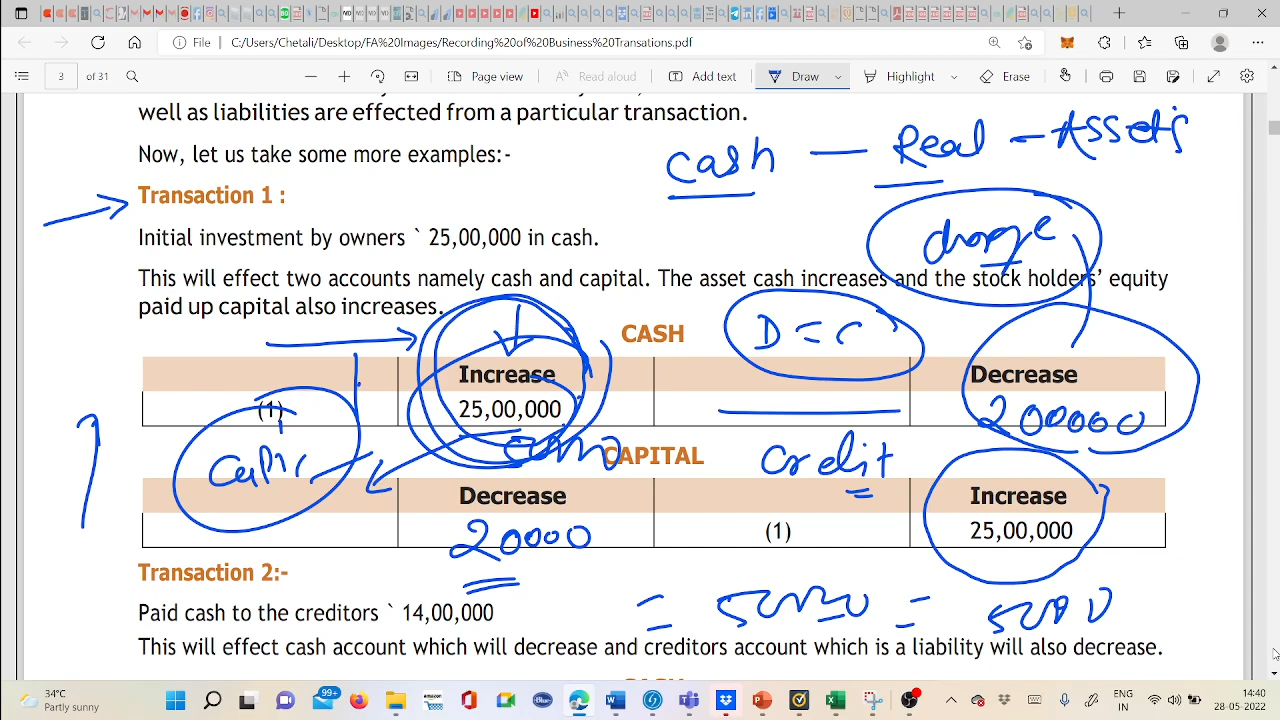 File
C:/Users/Chetali/Desktop/FA%20Images/Recording%20of%20Business%20Transations.pdf
3 of 31
Page view
Read aloud
Add text
Draw
Highlight
Erase
well as liabilities are effected from a particular transaction.
Now, let us take some more examples:-
cash — Real — Assets
Transaction 1 :
Initial investment by owners ` 25,00,000 in cash.
change
This will effect two accounts namely cash and capital. The asset cash increases and the stock holders’ equity
paid up capital also increases.
CASH
D = C
Increase Decrease
(1) 25,00,000 200000
CAPITAL
credit
Decrease Increase
20000 (1) 25,00,000
Transaction 2:-
Paid cash to the creditors ` 14,00,000
This will effect cash account which will decrease and creditors account which is a liability will also decrease.
34°C
Partly sunny
99+
ENG
IN
14:40
28-05-2022